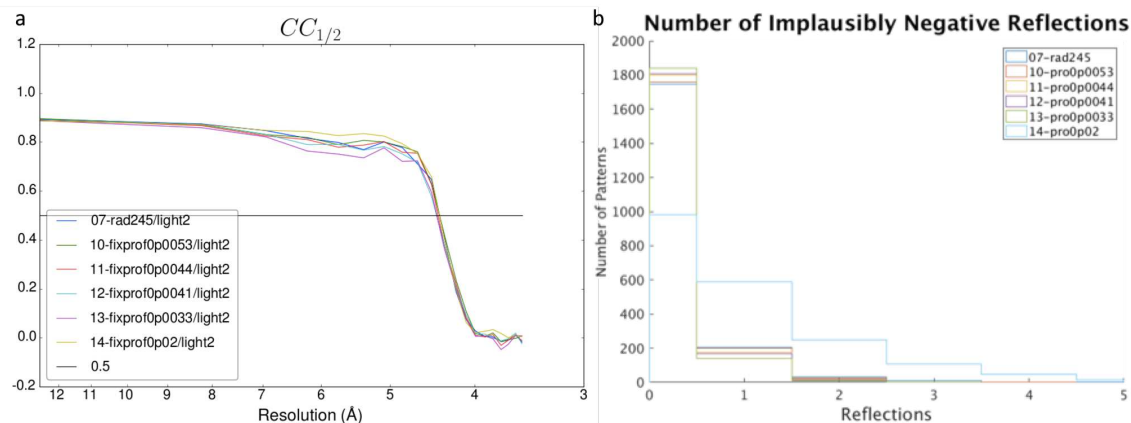 a
CC1/2
1.2
1.0
0.8
0.6
0.4
0.2
0.0
-0.2
07-rad245/light2
10-fixprof0p0053/light2
11-fixprof0p0044/light2
12-fixprof0p0041/light2
13-fixprof0p0033/light2
14-fixprof0p02/light2
0.5
12 11 10 9 8 7 6 5 4 3
Resolution (Å)
b
Number of Implausibly Negative Reflections
2000
1800
1600
1400
1200
1000
800
600
400
200
0
Number of Patterns
07-rad245
10-pro0p0053
11-pro0p0044
12-pro0p0041
13-pro0p0033
14-pro0p02
0 1 2 3 4 5
Reflections